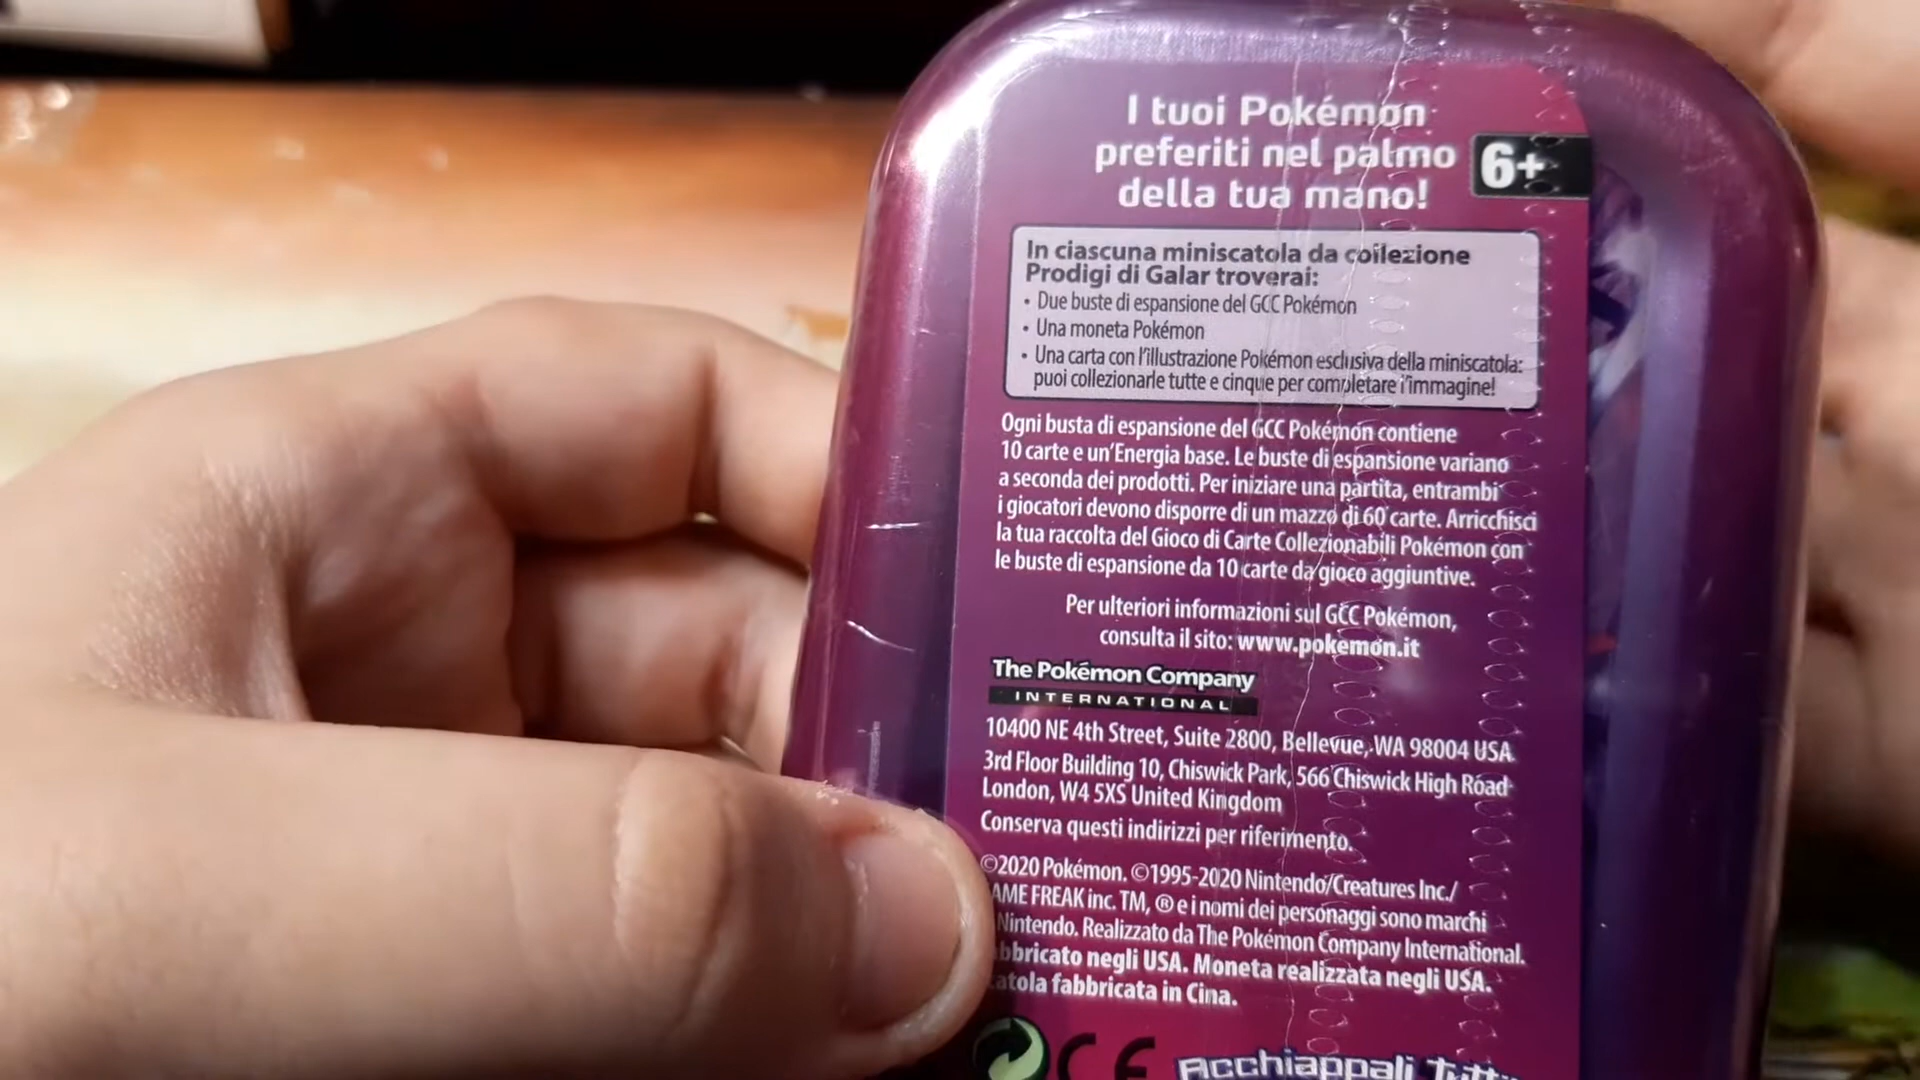 I tuoi Pokémon
preferiti nel palmo
della tua mano!
6+
In ciascuna miniscatola da collezione
Prodigi di Galar troverai:
• Due buste di espansione del GCC Pokémon
• Una moneta Pokémon
• Una carta con l'illustrazione Pokémon esclusiva della miniscatola:
puoi collezionarle tutte e cinque per completare l'immagine!
Ogni busta di espansione del GCC Pokémon contiene
10 carte e un'Energia base. Le buste di espansione variano
a seconda dei prodotti. Per iniziare una partita, entrambi
i giocatori devono disporre di un mazzo di 60 carte. Arricchisci
la tua raccolta del Gioco di Carte Collezionabili Pokémon con
le buste di espansione da 10 carte da gioco aggiuntive.
Per ulteriori informazioni sul GCC Pokémon,
consulta il sito: www.pokemon.it
The Pokémon Company
INTERNATIONAL
10400 NE 4th Street, Suite 2800, Bellevue, WA 98004 USA
3rd Floor Building 10, Chiswick Park, 566 Chiswick High Road
London, W4 5XS United Kingdom
Conserva questi indirizzi per riferimento.
©2020 Pokémon. ©1995-2020 Nintendo/Creatures Inc./
AME FREAK inc. TM, ® e i nomi dei personaggi sono marchi
Nintendo. Realizzato da The Pokémon Company International.
bbricato negli USA. Moneta realizzata negli USA.
atola fabbricata in Cina.
CE
Acchiappali